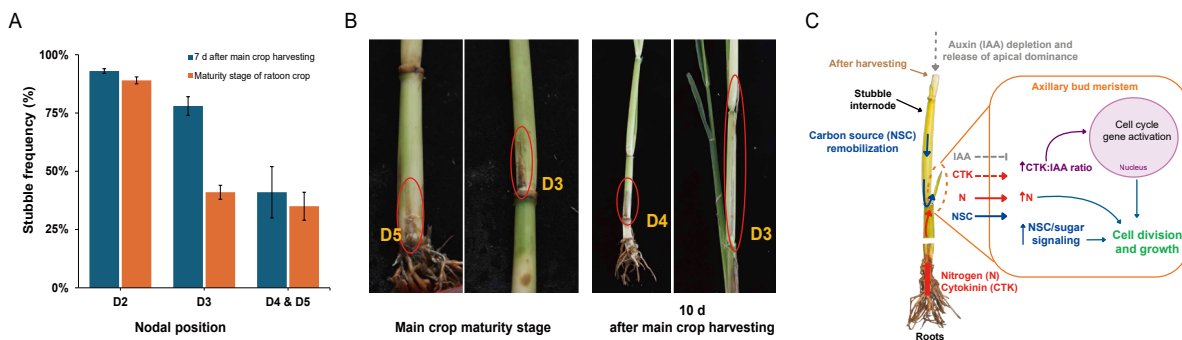 A
Stubble frequency (%)
100%
75%
50%
25%
0%
7 d after main crop harvesting
Maturity stage of ratoon crop
D2
D3
D4 & D5
Nodal position
B
D5
D3
D4
D3
Main crop maturity stage
10 d
after main crop harvesting
C
Auxin (IAA) depletion and
release of apical dominance
After harvesting
Stubble
internode
Carbon source (NSC)
remobilization
Axillary bud meristem
Cell cycle
gene activation
Nucleus
IAA
CTK
N
NSC
↑CTK:IAA ratio
↑N
↑NSC/sugar
signaling
Cell division
and growth
Nitrogen (N)
Cytokinin (CTK)
Roots